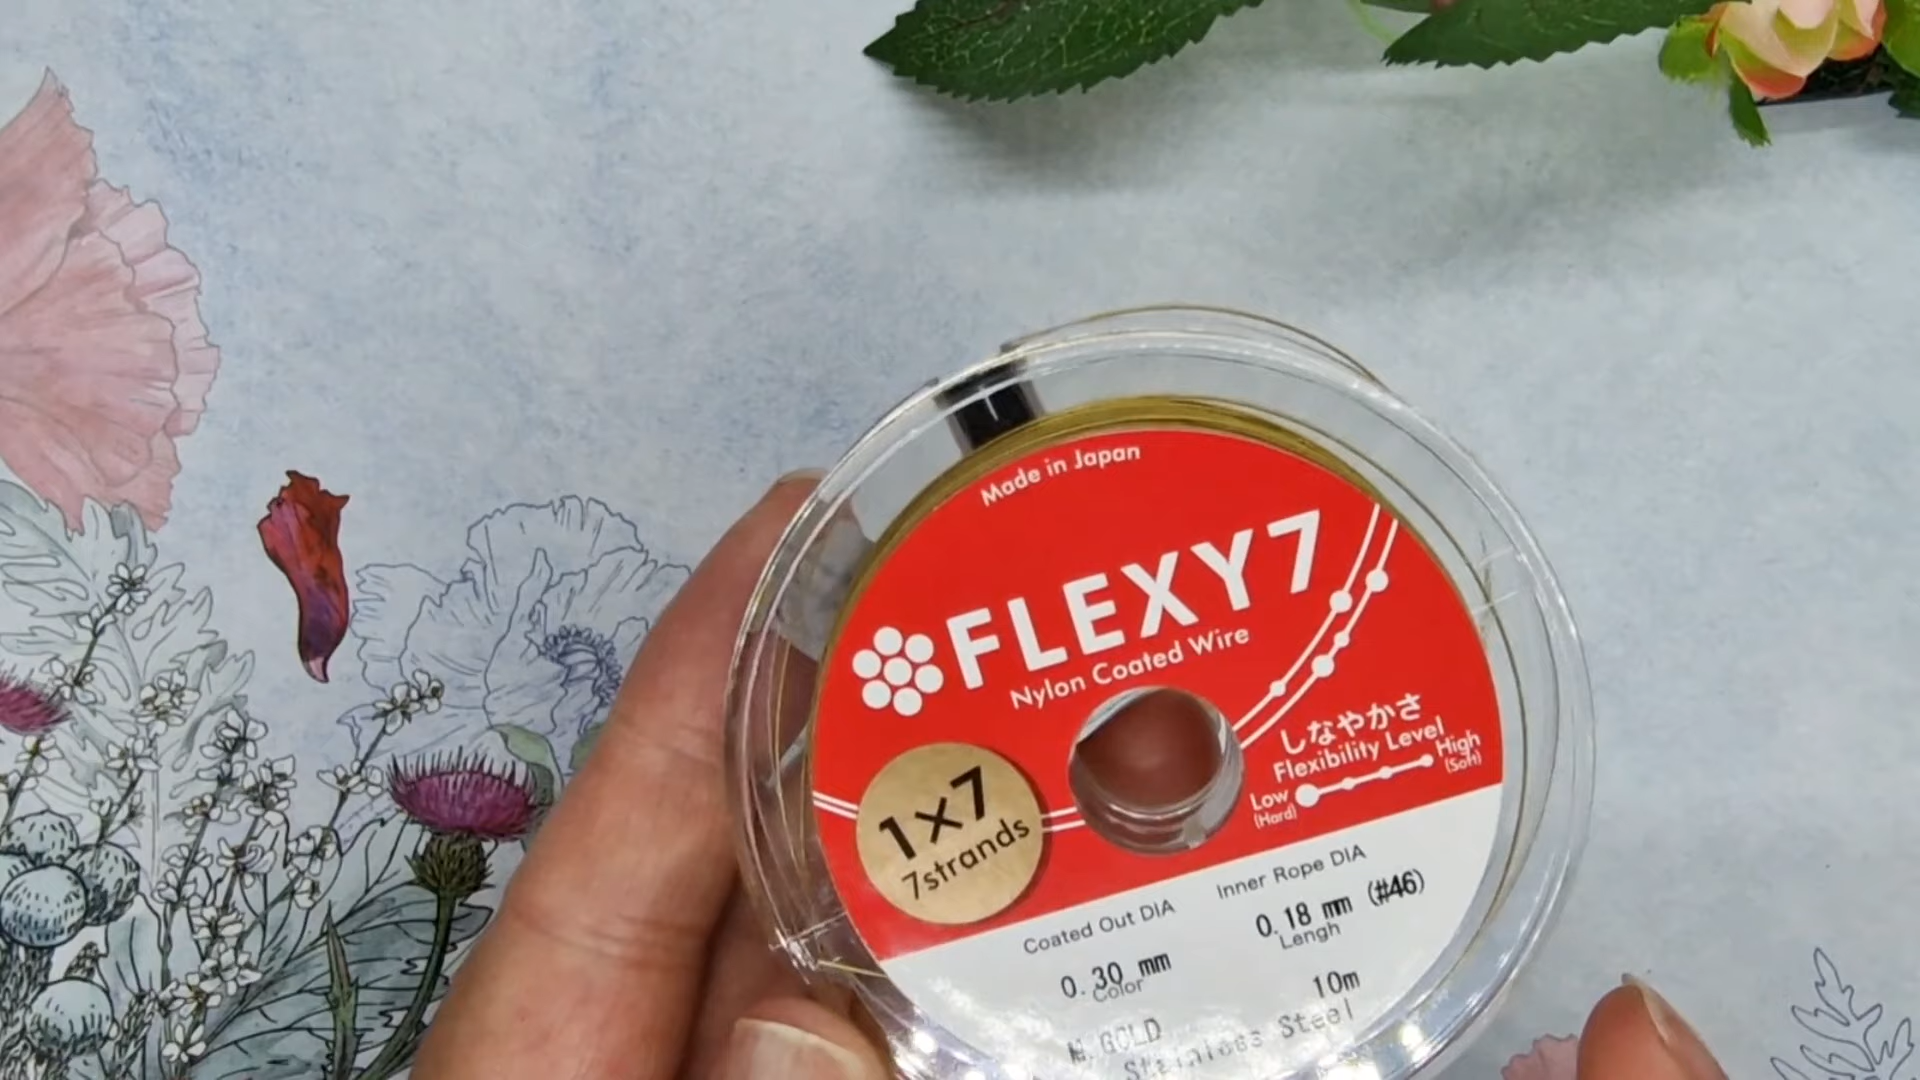 Made in Japan
FLEXY7
Nylon Coated Wire
しなやかさ
Flexibility Level
Low
(Hard)
High
(Soft)
1×7
7strands
Coated Out DIA
0.30 mm
Inner Rope DIA
0.18 mm (#46)
Color
M.GOLD
Lengh
10m
Stainless Steel